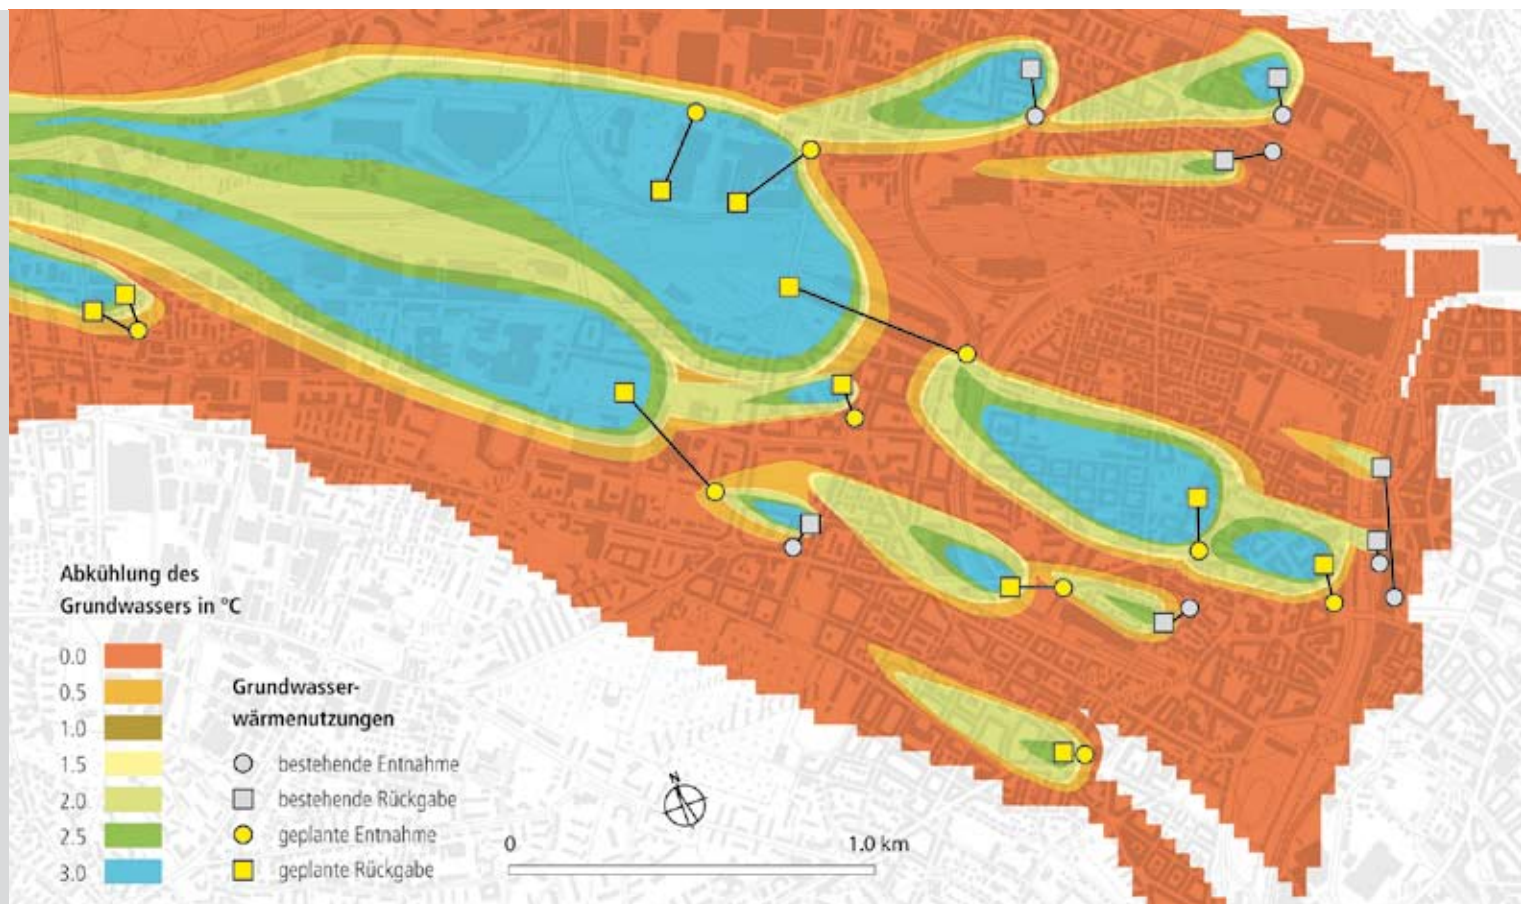 Abkühlung des
Grundwassers in °C
0.0
0.5
1.0
1.5
2.0
2.5
3.0
Grundwasser-
wärmenutzungen
bestehende Entnahme
bestehende Rückgabe
geplante Entnahme
geplante Rückgabe
N
0 1.0 km